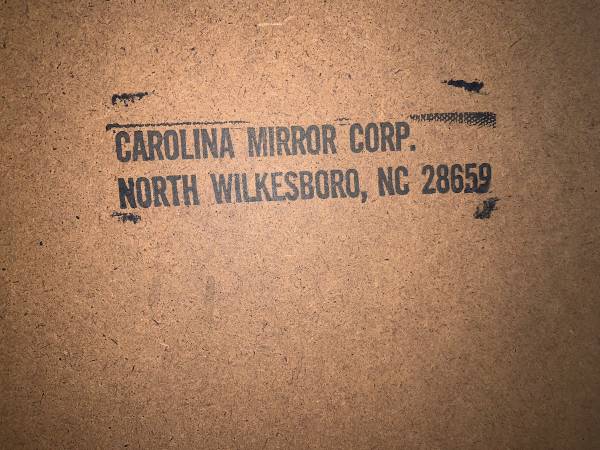 CAROLINA MIRROR CORP.
NORTH WILKESBORO, NC 28659